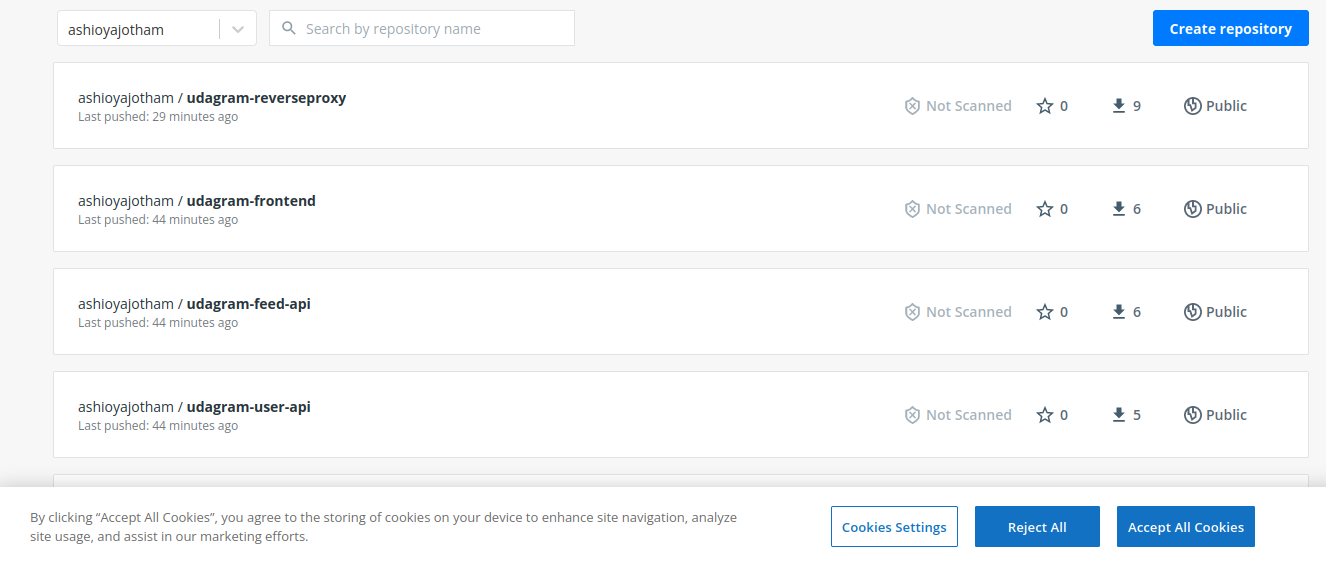 ashioyajotham
Search by repository name
Create repository
ashioyajotham / udagram-reverseproxy
Last pushed: 29 minutes ago
Not Scanned
0
9
Public
ashioyajotham / udagram-frontend
Last pushed: 44 minutes ago
Not Scanned
0
6
Public
ashioyajotham / udagram-feed-api
Last pushed: 44 minutes ago
Not Scanned
0
6
Public
ashioyajotham / udagram-user-api
Last pushed: 44 minutes ago
Not Scanned
0
5
Public
By clicking “Accept All Cookies”, you agree to the storing of cookies on your device to enhance site navigation, analyze
site usage, and assist in our marketing efforts.
Cookies Settings
Reject All
Accept All Cookies